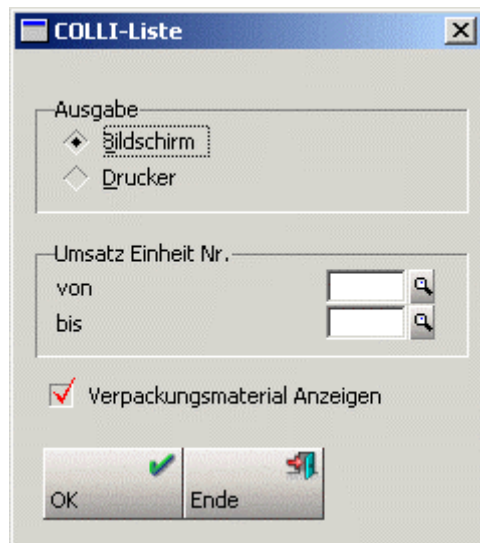 COLLI-Liste
Ausgabe
Bildschirm
Drucker
Umsatz Einheit Nr.
von
bis
Verpackungsmaterial Anzeigen
OK
Ende